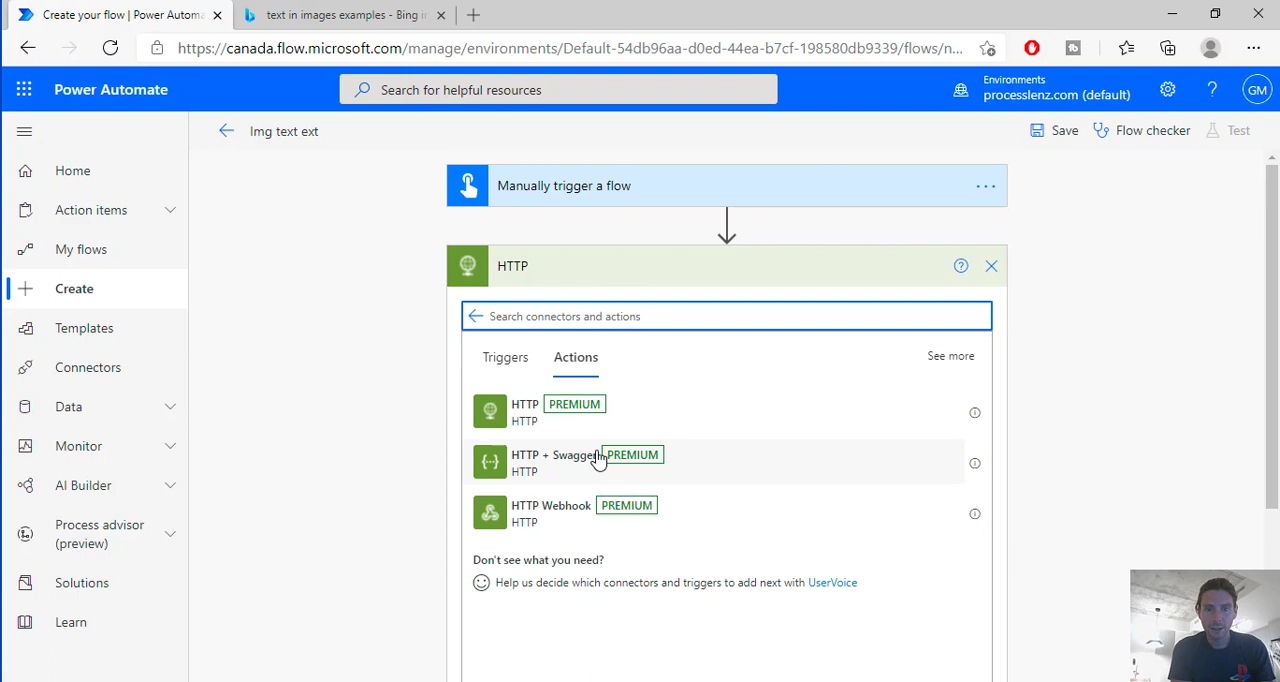 Create your flow | Power Automa
text in images examples - Bing i
https://canada.flow.microsoft.com/manage/environments/Default-54db96aa-d0ed-44ea-b7cf-198580db9339/flows/n...
Power Automate
Search for helpful resources
Environments
processlenz.com (default)
GM
Img text ext
Save
Flow checker
Test
Home
Action items
My flows
Create
Templates
Connectors
Data
Monitor
AI Builder
Process advisor
(preview)
Solutions
Learn
Manually trigger a flow
HTTP
Search connectors and actions
Triggers
Actions
See more
HTTP PREMIUM
HTTP
HTTP + Swagger PREMIUM
HTTP
HTTP Webhook PREMIUM
HTTP
Don't see what you need?
Help us decide which connectors and triggers to add next with UserVoice